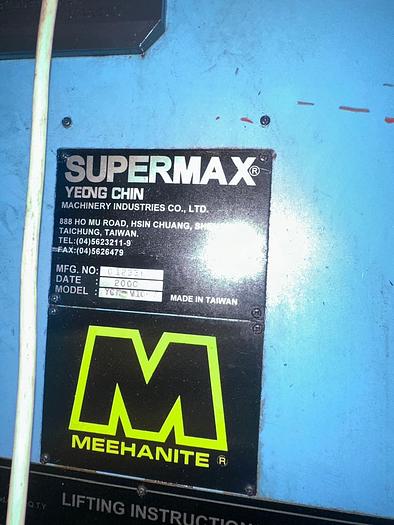 SUPERMAX®
YEONG CHIN
MACHINERY INDUSTRIES CO., LTD.
888 HO MU ROAD, HSIN CHUANG,
TAICHUNG, TAIWAN.
TEL:(04)5623211-9
FAX:(04)5626479
MFG. NO:
DATE :
MODEL :
MADE IN TAIWAN
M
MEEHANITE ®
Q'TY LIFTING INSTRUCTION